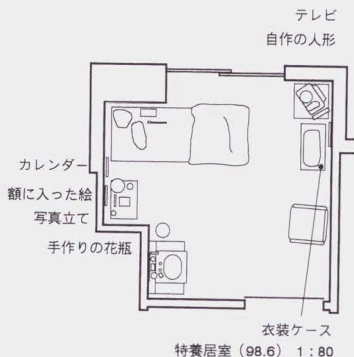 テレビ
自作の人形
カレンダー
額に入った絵
写真立て
手作りの花瓶
衣装ケース
特養居室（98.6） 1：80